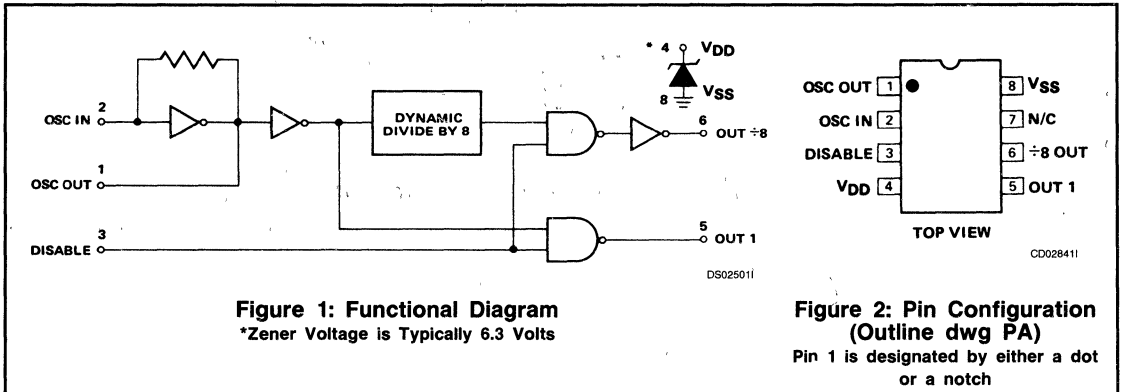 * 4 VDD
VSS
8
2
OSC IN
DYNAMIC
DIVIDE BY 8
6
OUT ÷8
1
OSC OUT
3
DISABLE
5
OUT 1
DS02501I
Figure 1: Functional Diagram
*Zener Voltage is Typically 6.3 Volts
OSC OUT 1
8 VSS
OSC IN 2
7 N/C
DISABLE 3
6 ÷8 OUT
VDD 4
5 OUT 1
TOP VIEW
CD02841I
Figure 2: Pin Configuration
(Outline dwg PA)
Pin 1 is designated by either a dot
or a notch